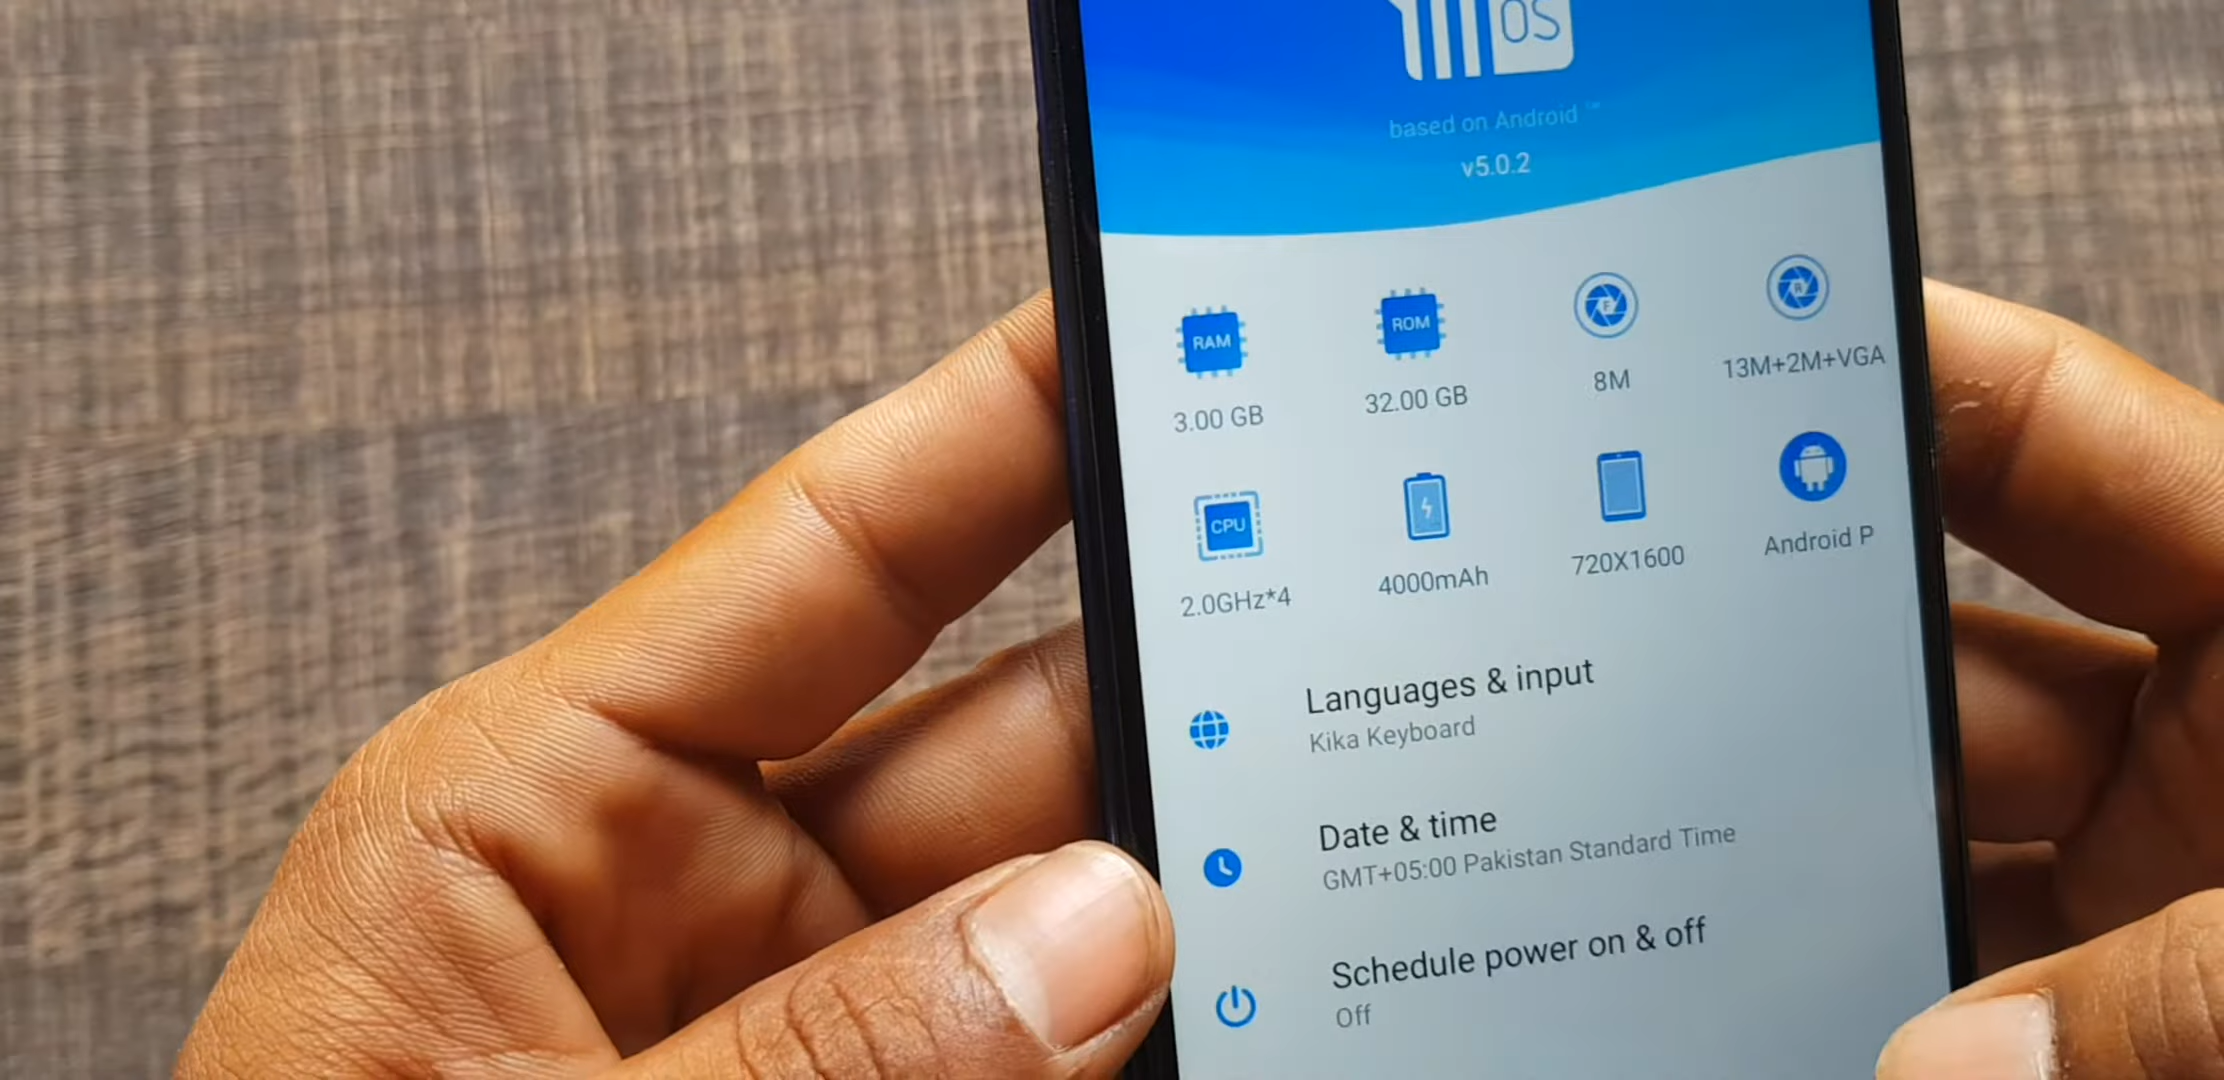 OS
based on Android™
v5.0.2
RAM
ROM
F
R
3.00 GB
32.00 GB
8M
13M+2M+VGA
CPU
2.0GHz*4
4000mAh
720X1600
Android P
Languages & input
Kika Keyboard
Date & time
GMT+05:00 Pakistan Standard Time
Schedule power on & off
Off